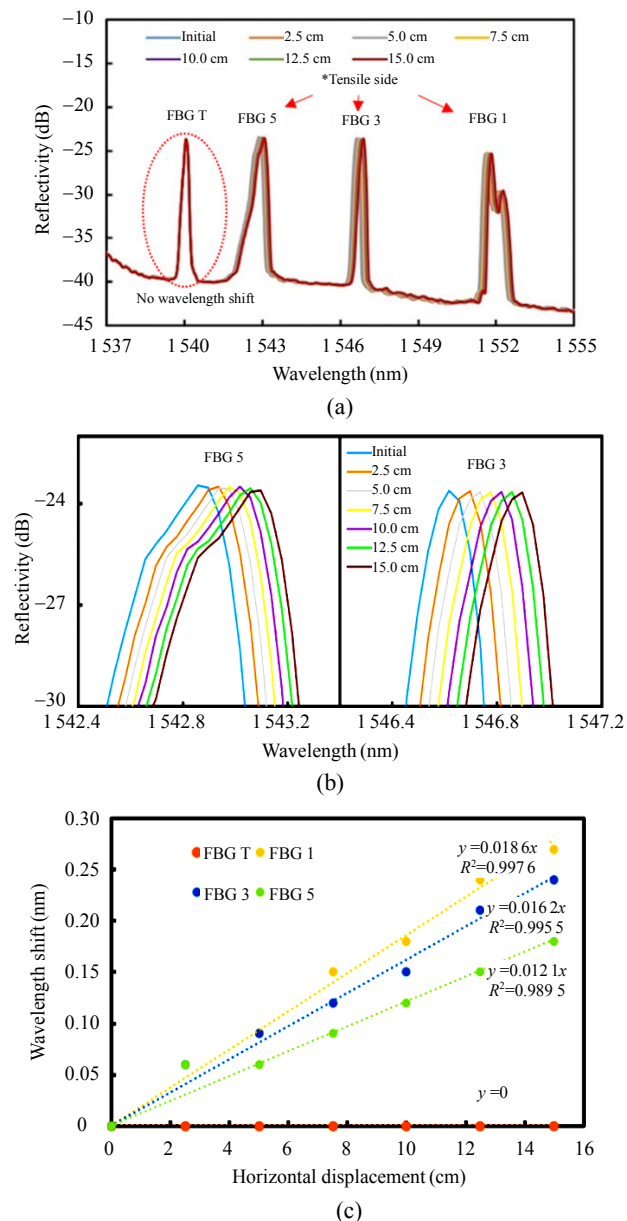 −10
Initial 2.5 cm 5.0 cm 7.5 cm
10.0 cm 12.5 cm 15.0 cm
−15
*Tensile side
−20
FBG T FBG 5 FBG 3 FBG 1
−25
−30
−35
−40
No wavelength shift
−45
Reflectivity (dB)
1 537 1 540 1 543 1 546 1 549 1 552 1 555
Wavelength (nm)
(a)
FBG 5
−24
−27
−30
Reflectivity (dB)
Initial
2.5 cm
5.0 cm
7.5 cm
10.0 cm
12.5 cm
15.0 cm
FBG 3
1 542.4 1 542.8 1 543.2 1 546.4 1 546.8 1 547.2
Wavelength (nm)
(b)
0.30
0.25
0.20
0.15
0.10
0.05
0
Wavelength shift (nm)
FBG T FBG 1
FBG 3 FBG 5
y=0.018 6x
R²=0.997 6
y=0.016 2x
R²=0.995 5
y=0.012 1x
R²=0.989 5
y=0
0 2 4 6 8 10 12 14 16
Horizontal displacement (cm)
(c)